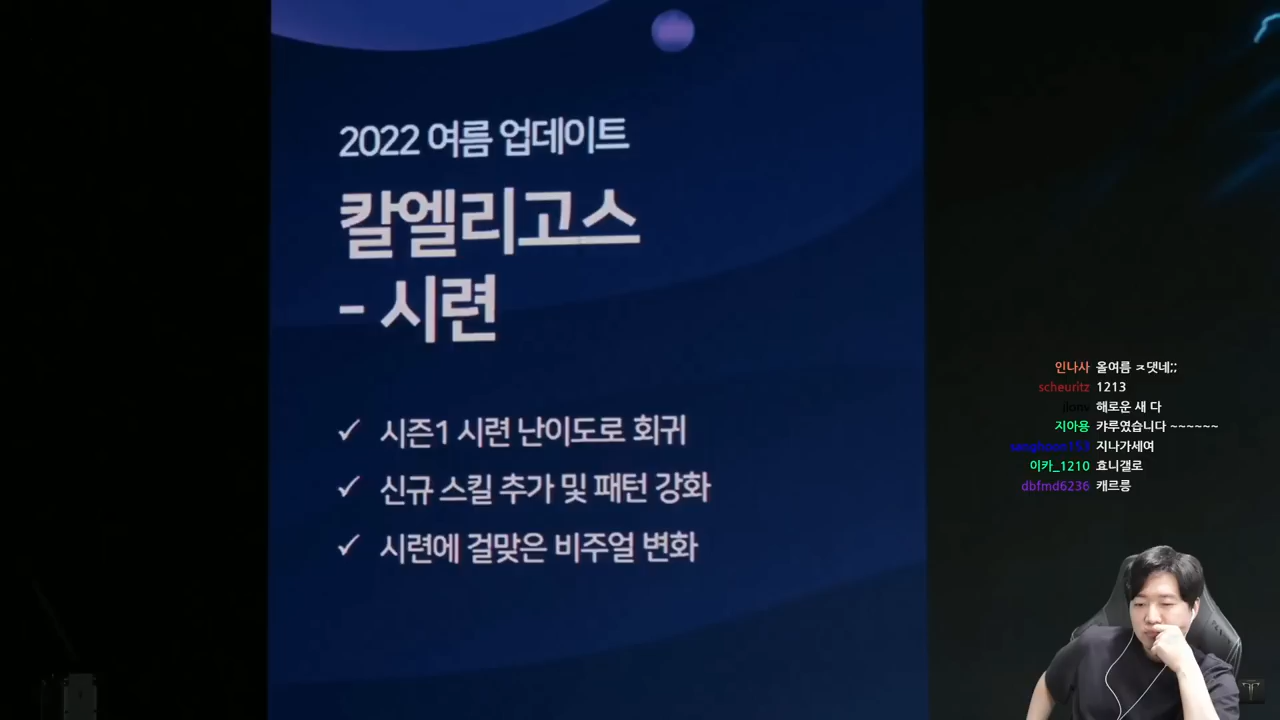 2022 여름 업데이트
칼엘리고스
- 시련
✓ 시즌1 시련 난이도로 회귀
✓ 신규 스킬 추가 및 패턴 강화
✓ 시련에 걸맞은 비주얼 변화
인나사 올여름 ㅈ댓네;;
scheuritz 1213
해로운 새 다
지아용 캬루였습니다 ~~~~~~
지나가세여
이카_1210 효니갤로
dbfmd6236 캐르릉